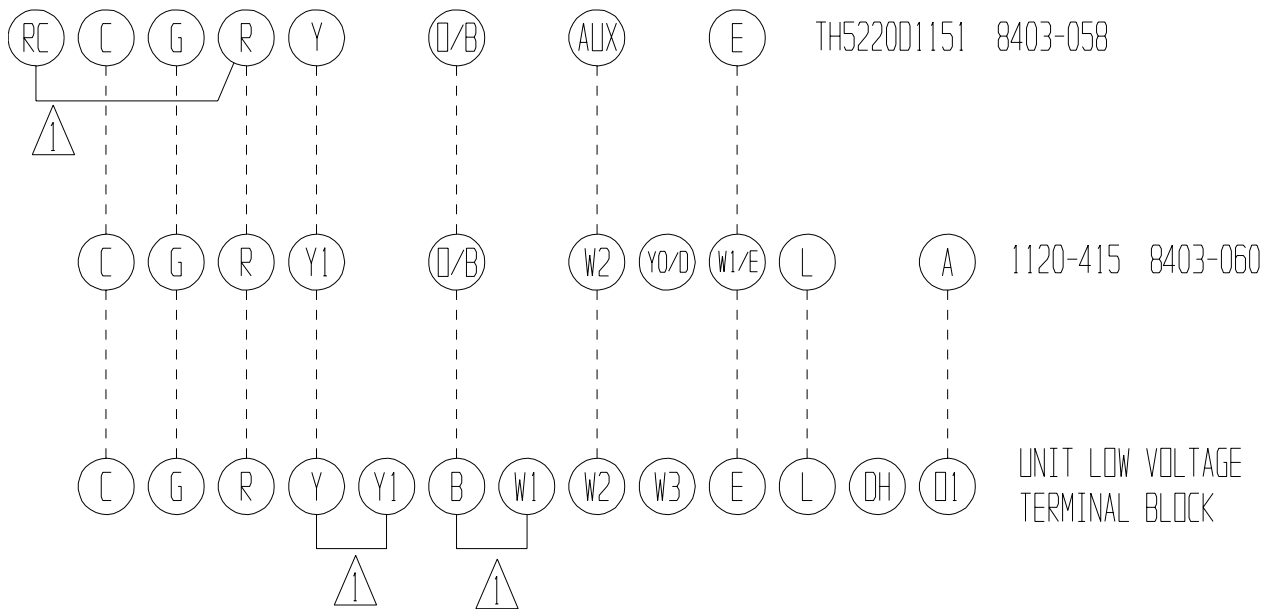 RC C G R Y O/B AUX E TH5220D1151 8403-058
1
C G R Y1 O/B W2 YO/D W1/E L A 1120-415 8403-060
C G R Y Y1 B W1 W2 W3 E L OH O1 UNIT LOW VOLTAGE
TERMINAL BLOCK
1 1